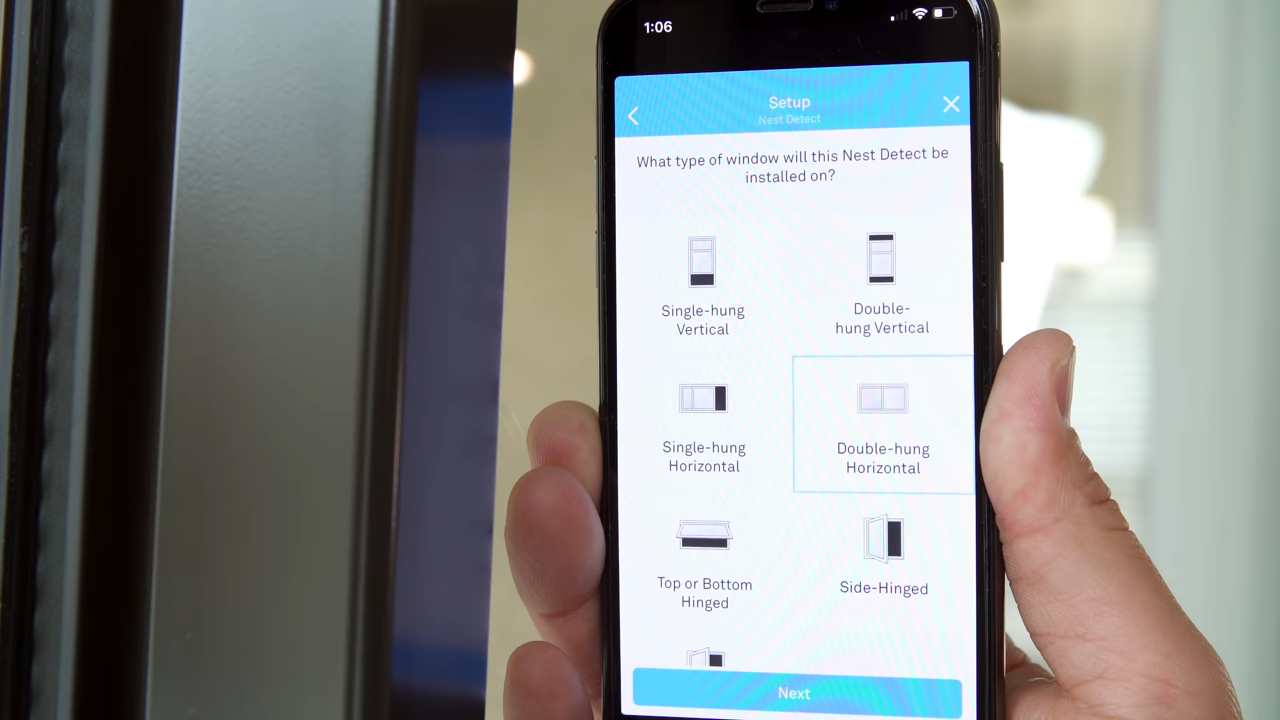 1:06
Setup
Nest Detect
What type of window will this Nest Detect be
installed on?
Single-hung
Vertical
Double-
hung Vertical
Single-hung
Horizontal
Double-hung
Horizontal
Top or Bottom
Hinged
Side-Hinged
Next